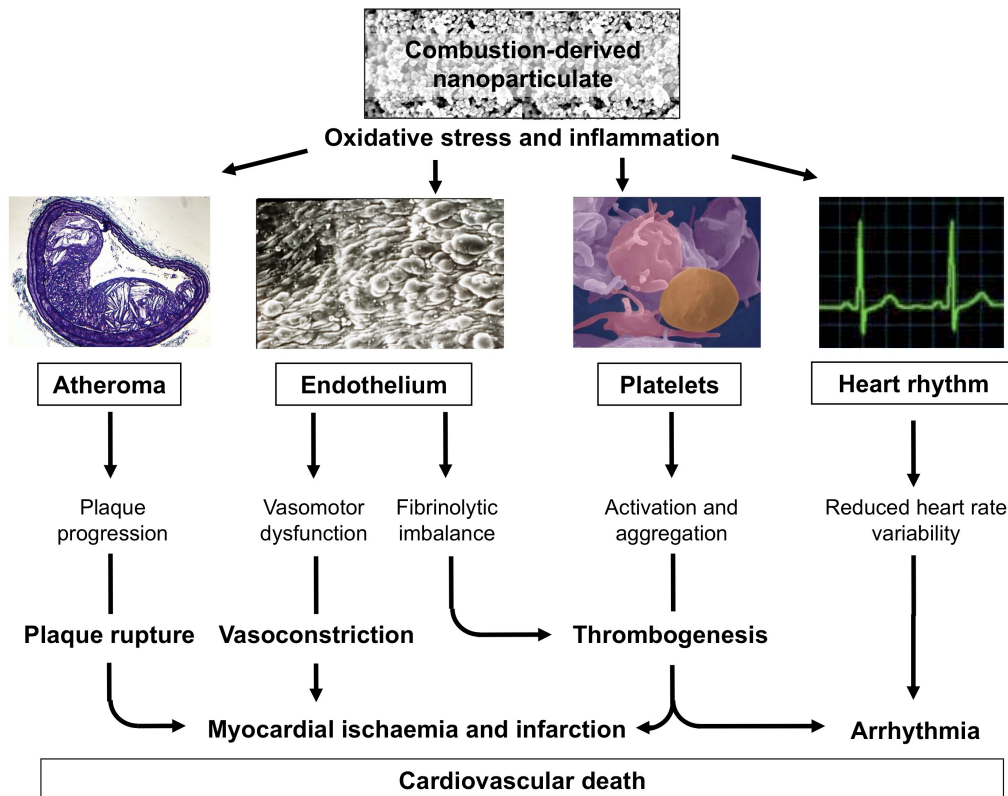 Combustion-derived
nanoparticulate
Oxidative stress and inflammation
Atheroma
Endothelium
Platelets
Heart rhythm
Plaque
progression
Vasomotor
dysfunction
Fibrinolytic
imbalance
Activation and
aggregation
Reduced heart rate
variability
Plaque rupture
Vasoconstriction
Thrombogenesis
Myocardial ischaemia and infarction
Arrhythmia
Cardiovascular death